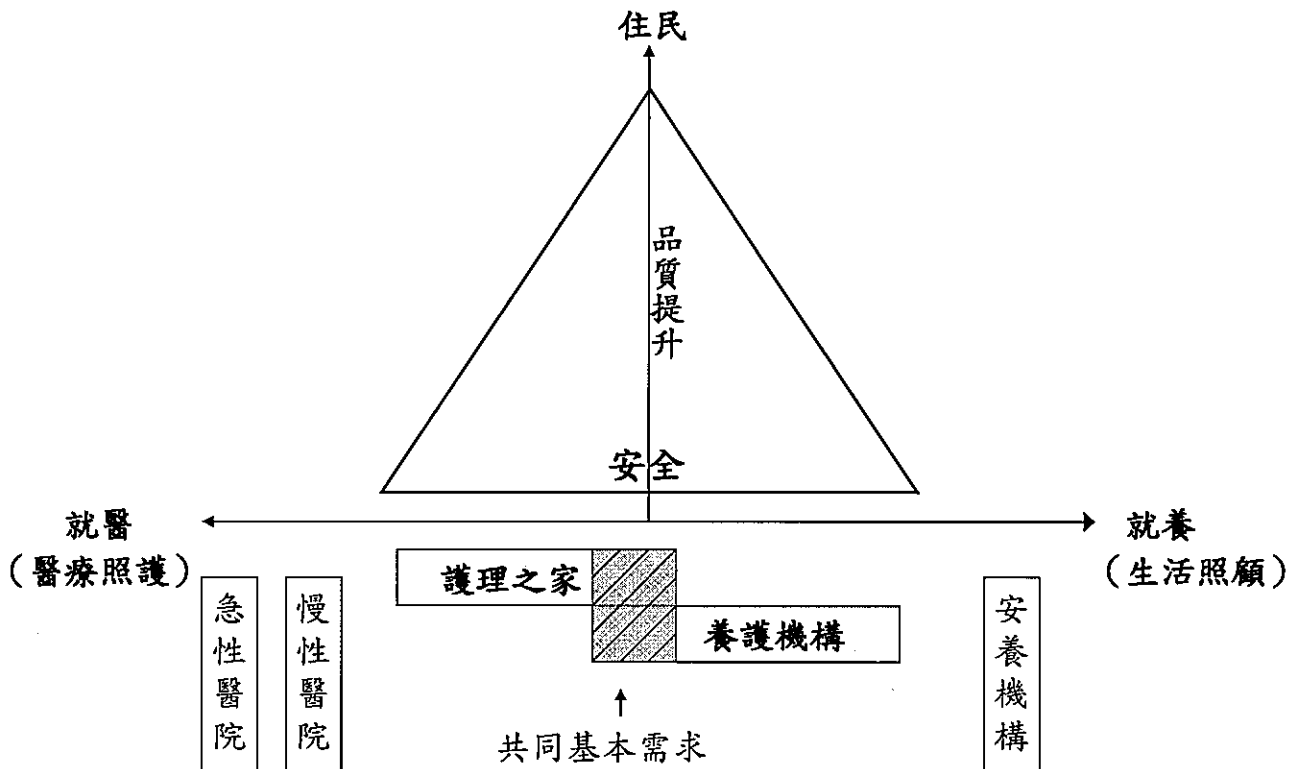 住民
品質提升
安全
就醫
（醫療照護）
就養
（生活照顧）
護理之家
養護機構
急性醫院
慢性醫院
安養機構
共同基本需求